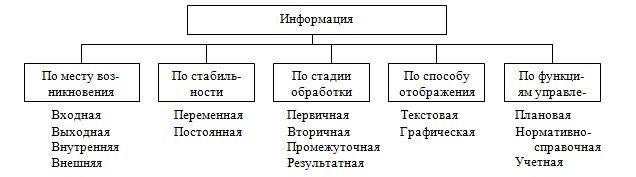 Информация
По месту воз-
никновения
По стабиль-
ности
По стадии
обработки
По способу
отображения
По функци-
ям управле-
Входная
Выходная
Внутренняя
Внешняя
Переменная
Постоянная
Первичная
Вторичная
Промежуточная
Результатная
Текстовая
Графическая
Плановая
Нормативно-
справочная
Учетная